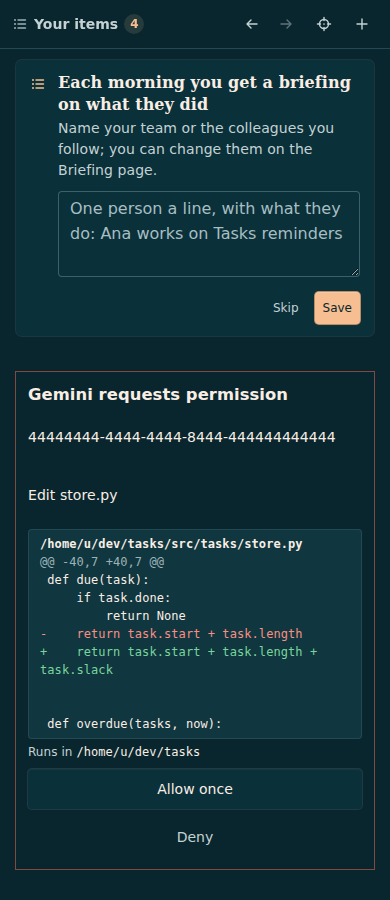 Your items 4
Each morning you get a briefing
on what they did
Name your team or the colleagues you
follow; you can change them on the
Briefing page.
One person a line, with what they
do: Ana works on Tasks reminders
Skip
Save
Gemini requests permission
44444444-4444-4444-8444-444444444444
Edit store.py
/home/u/dev/tasks/src/tasks/store.py
@@ -40,7 +40,7 @@
 def due(task):
     if task.done:
         return None
-    return task.start + task.length
+    return task.start + task.length +
task.slack
 def overdue(tasks, now):
Runs in /home/u/dev/tasks
Allow once
Deny